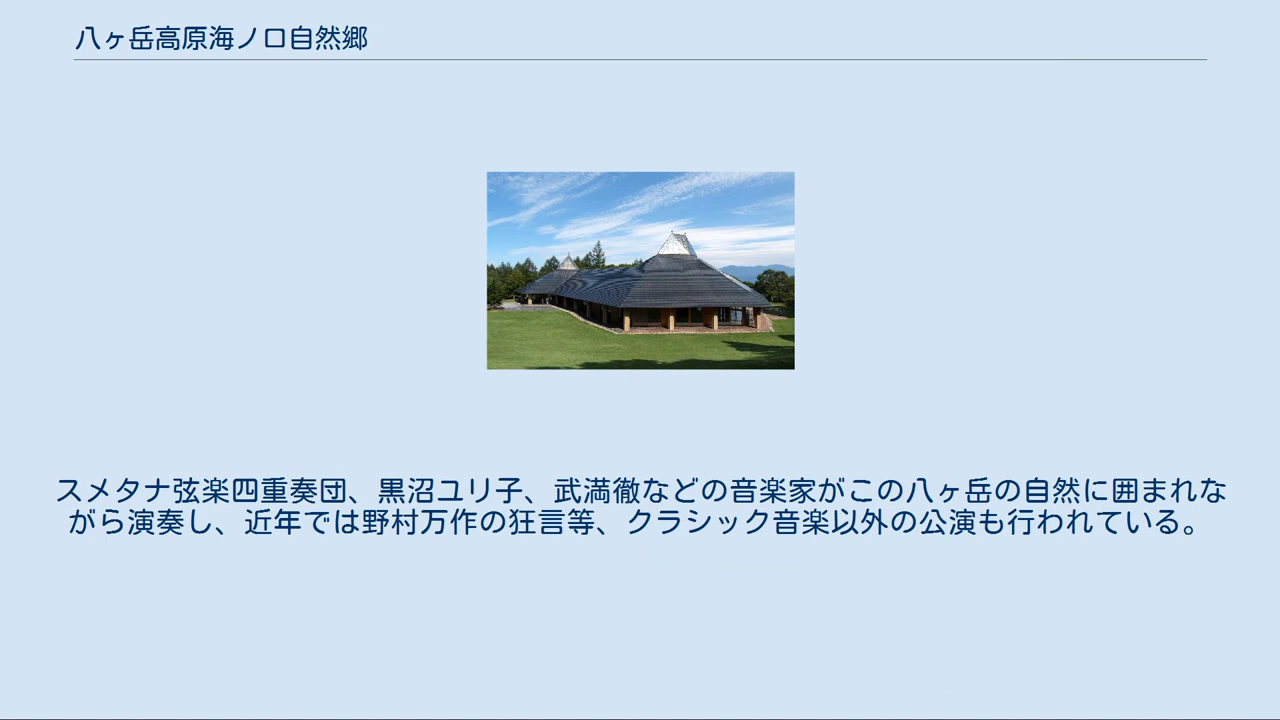 八ヶ岳高原海ノ口自然郷
スメタナ弦楽四重奏団、黒沼ユリ子、武満徹などの音楽家がこの八ヶ岳の自然に囲まれな
がら演奏し、近年では野村万作の狂言等、クラシック音楽以外の公演も行われている。